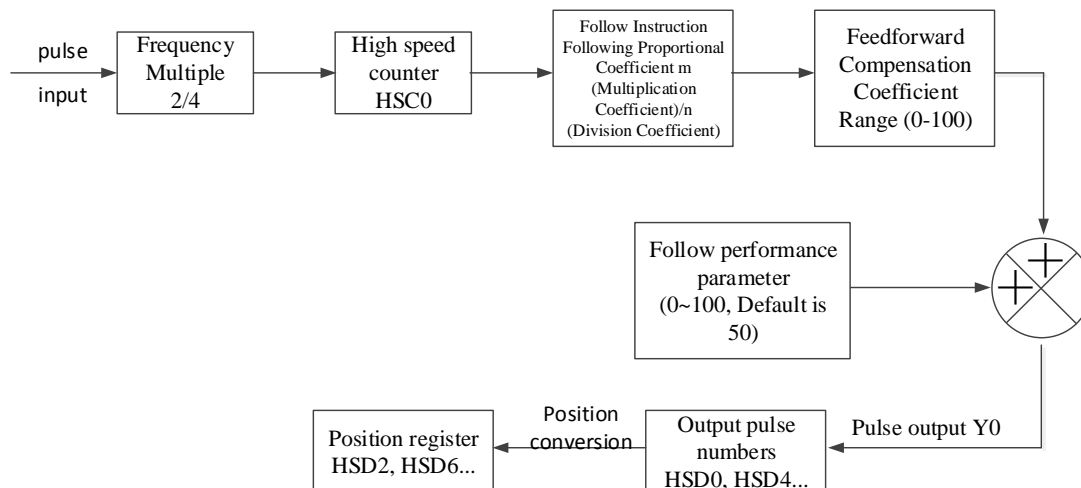 pulse
input
Frequency
Multiple
2/4
High speed
counter
HSC0
Follow Instruction
Following Proportional
Coefficient m
(Multiplication
Coefficient)/n
(Division Coefficient)
Feedforward
Compensation
Coefficient
Range (0-100)
Follow performance
parameter
(0~100, Default is
50)
Pulse output Y0
Output pulse
numbers
HSD0, HSD4...
Position
conversion
Position register
HSD2, HSD6...